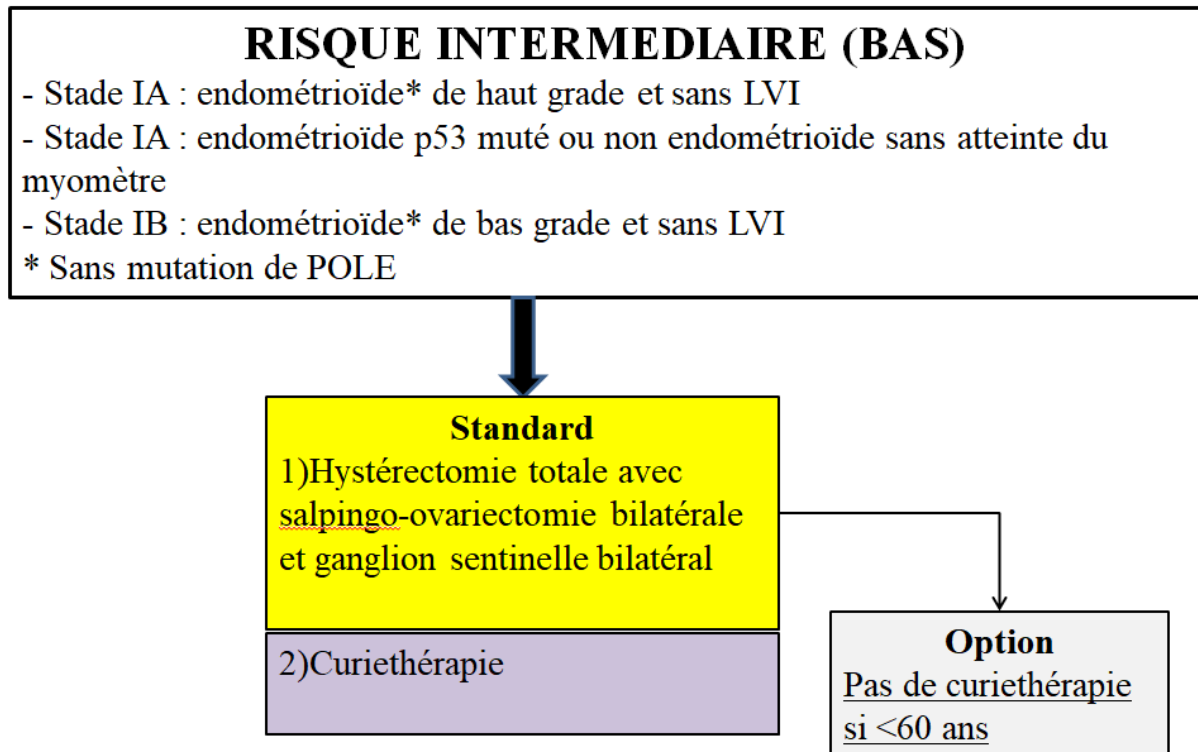 RISQUE INTERMEDIAIRE (BAS)
- Stade IA : endométrioïde* de haut grade et sans LVI
- Stade IA : endométrioïde p53 muté ou non endométrioïde sans atteinte du
myomètre
- Stade IB : endométrioïde* de bas grade et sans LVI
* Sans mutation de POLE
Standard
1)Hystérectomie totale avec
salpingo-ovariectomie bilatérale
et ganglion sentinelle bilatéral
2)Curiethérapie
Option
Pas de curiethérapie
si <60 ans